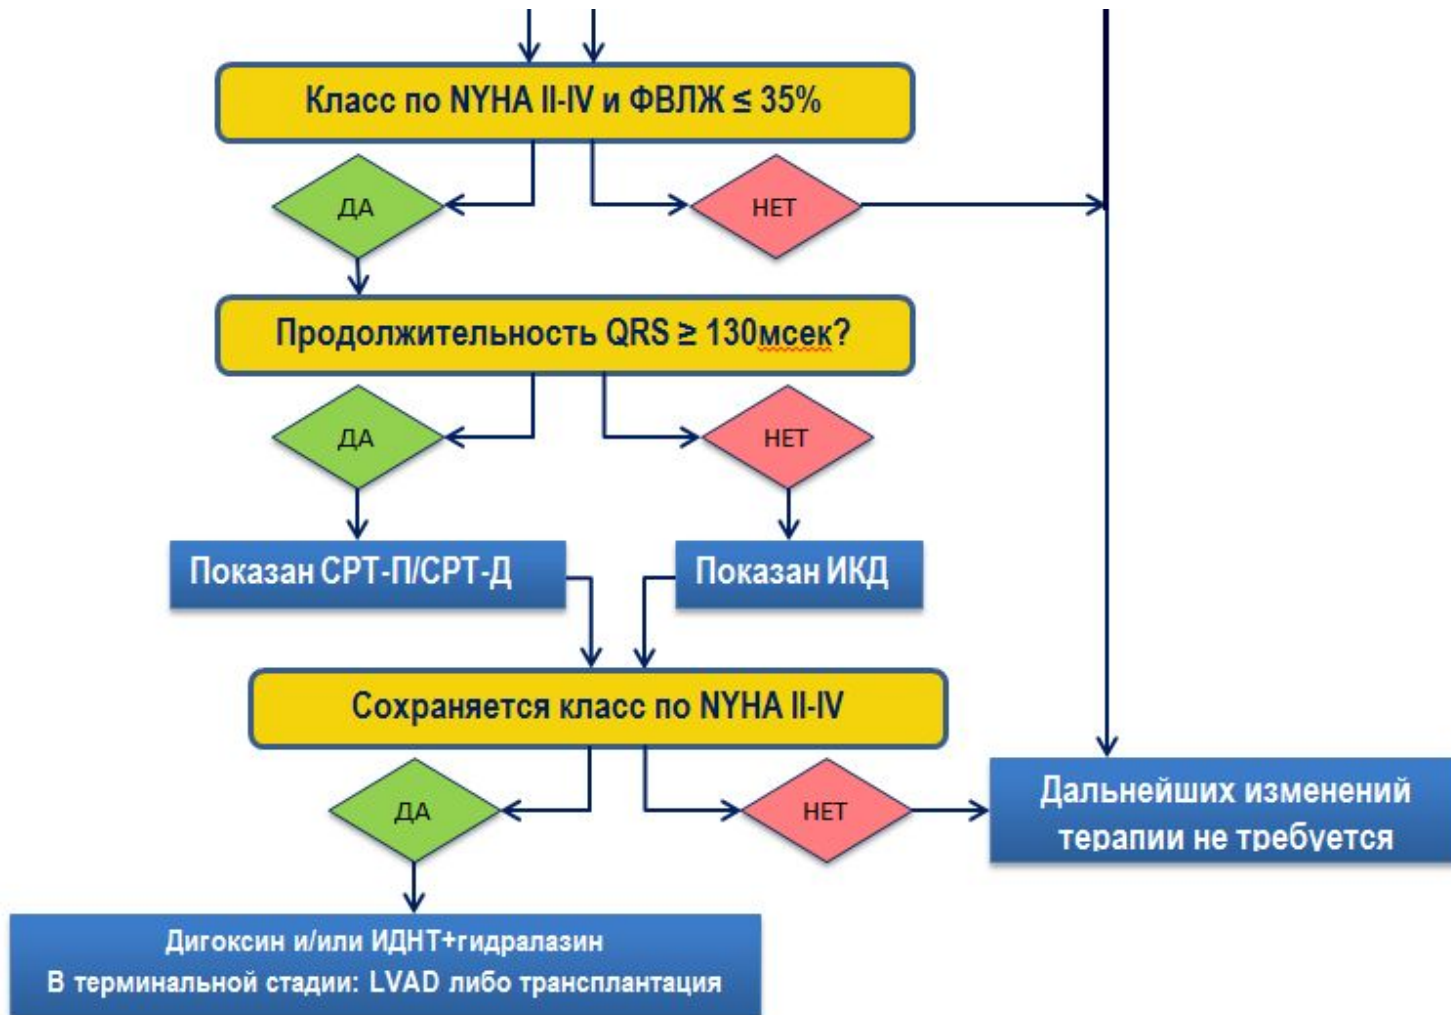 Класс по NYHA II-IV и ФВЛЖ ≤ 35%
ДА
НЕТ
Продолжительность QRS ≥ 130мсек?
ДА
НЕТ
Показан СРТ-П/СРТ-Д
Показан ИКД
Сохраняется класс по NYHA II-IV
ДА
НЕТ
Дальнейших изменений
терапии не требуется
Дигоксин и/или ИДНТ+гидралазин
В терминальной стадии: LVAD либо трансплантация